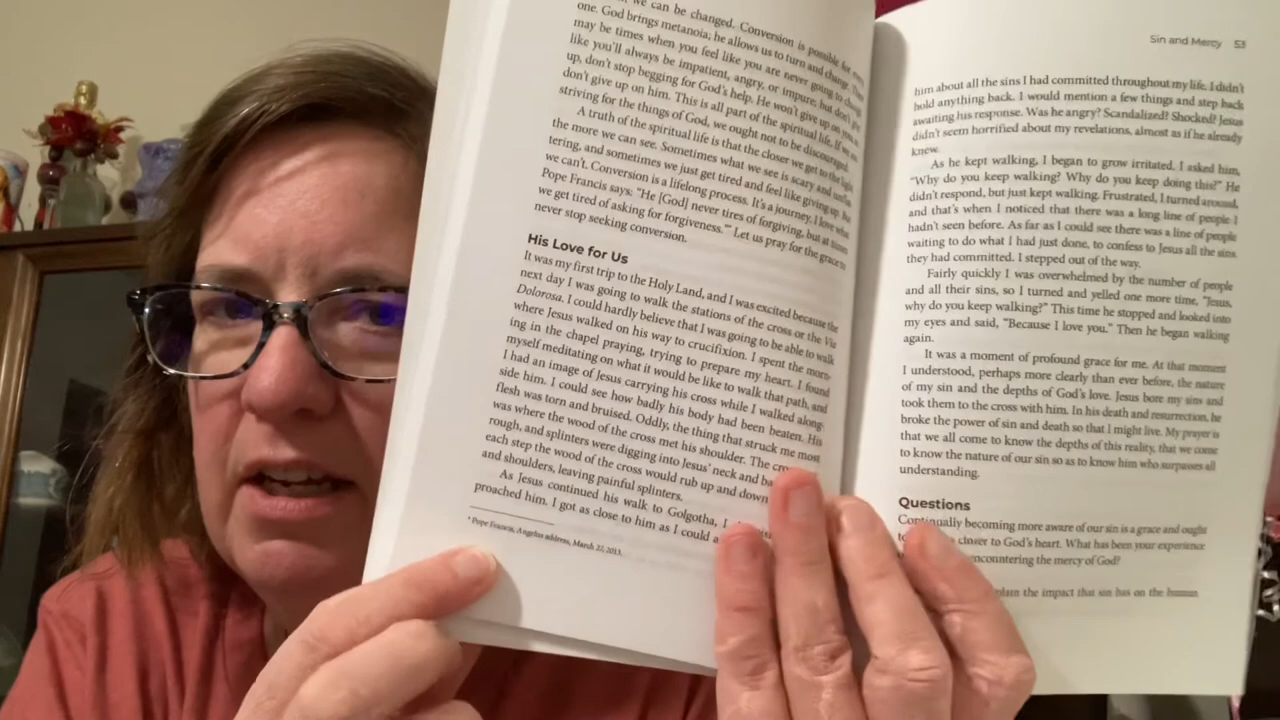 we can be changed. Conversion is possible for
one. God brings metanoia; he allows us to turn and change. There
may be times when you feel like you are never going to change
like you'll always be impatient, angry, or impure, but don't give
up, don't stop begging for God's help. He won't give up on you, so
don't give up on him. This is all part of the spiritual life. If we are
striving for the things of God, we ought not to be discouraged.
A truth of the spiritual life is that the closer we get to the light,
the more we can see. Sometimes what we see is scary and
tering, and sometimes we just get tired and feel like giving up. But
we can't. Conversion is a lifelong process. It's a journey. I love what
Pope Francis says: "He [God] never tires of forgiving, but at times
we get tired of asking for forgiveness."* Let us pray for the grace to
never stop seeking conversion.
His Love for Us
It was my first trip to the Holy Land, and I was excited because the
next day I was going to walk the stations of the cross or the Via
Dolorosa. I could hardly believe that I was going to be able to walk
where Jesus walked on his way to crucifixion. I spent the morn-
ing in the chapel praying, trying to prepare my heart. I found
myself meditating on what it would be like to walk that path, and
I had an image of Jesus carrying his cross while I walked along-
side him. I could see how badly his body had been beaten. His
flesh was torn and bruised. Oddly, the thing that struck me most
was where the wood of the cross met his shoulder. The cro
rough, and splinters were digging into Jesus' neck and ba
each step the wood of the cross would rub up and down
and shoulders, leaving painful splinters.
As Jesus continued his walk to Golgotha, I
proached him. I got as close to him as I could a
* Pope Francis, Angelus address, March 27, 2013.
Sin and Mercy 53
him about all the sins I had committed throughout my life. I didn't
hold anything back. I would mention a few things and step back
awaiting his response. Was he angry? Scandalized? Shocked? Jesus
didn't seem horrified about my revelations, almost as if he already
knew.
As he kept walking, I began to grow irritated. I asked him,
"Why do you keep walking? Why do you keep doing this?" He
didn't respond, but just kept walking. Frustrated, I turned around,
and that's when I noticed that there was a long line of people I
hadn't seen before. As far as I could see there was a line of people
waiting to do what I had just done, to confess to Jesus all the sins
they had committed. I stepped out of the way.
Fairly quickly I was overwhelmed by the number of people
and all their sins, so I turned and yelled one more time, "Jesus,
why do you keep walking?" This time he stopped and looked into
my eyes and said, "Because I love you." Then he began walking
again.
It was a moment of profound grace for me. At that moment
I understood, perhaps more clearly than ever before, the nature
of my sin and the depths of God's love. Jesus bore my sins and
took them to the cross with him. In his death and resurrection, he
broke the power of sin and death so that I might live. My prayer is
that we all come to know the depths of this reality, that we come
to know the nature of our sin so as to know him who surpasses all
understanding.
Questions
Continually becoming more aware of our sin is a grace and ought
to closer to God's heart. What has been your experience
encountering the mercy of God?
plain the impact that sin has on the human